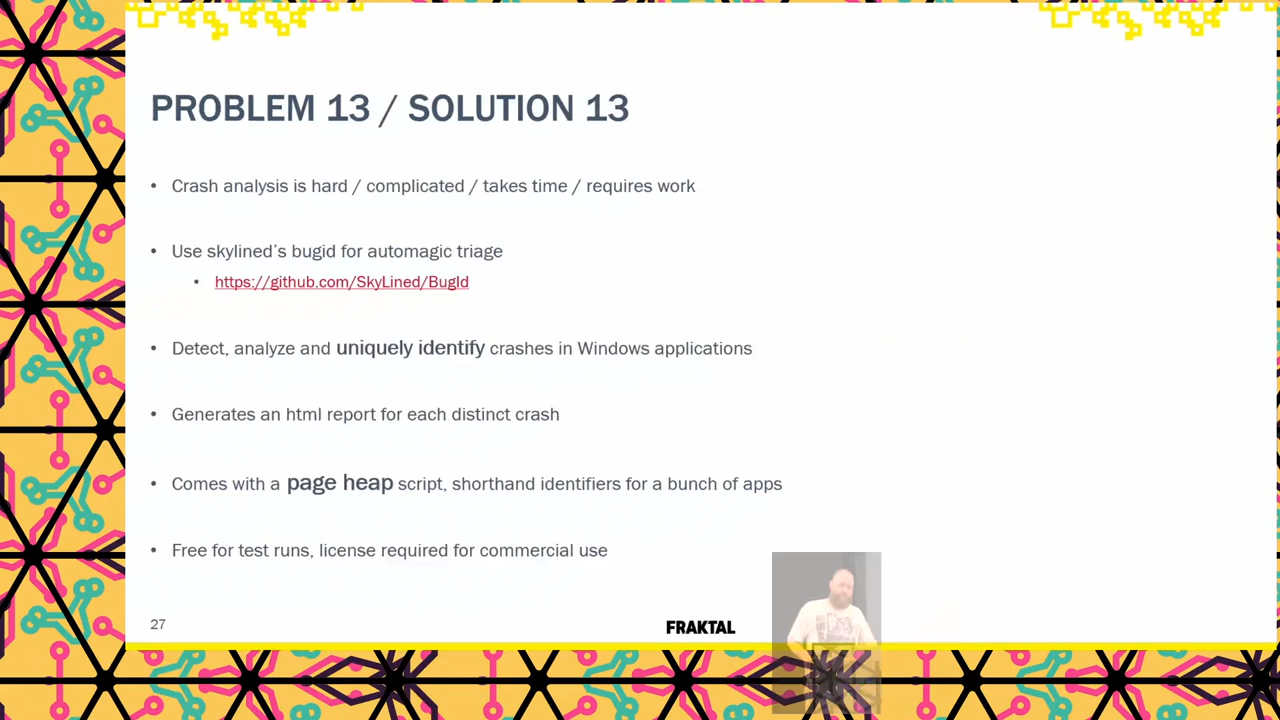 PROBLEM 13 / SOLUTION 13
• Crash analysis is hard / complicated / takes time / requires work
• Use skylined’s bugid for automagic triage
• https://github.com/SkyLined/BugId
• Detect, analyze and uniquely identify crashes in Windows applications
• Generates an html report for each distinct crash
• Comes with a page heap script, shorthand identifiers for a bunch of apps
• Free for test runs, license required for commercial use
27
FRAKTAL